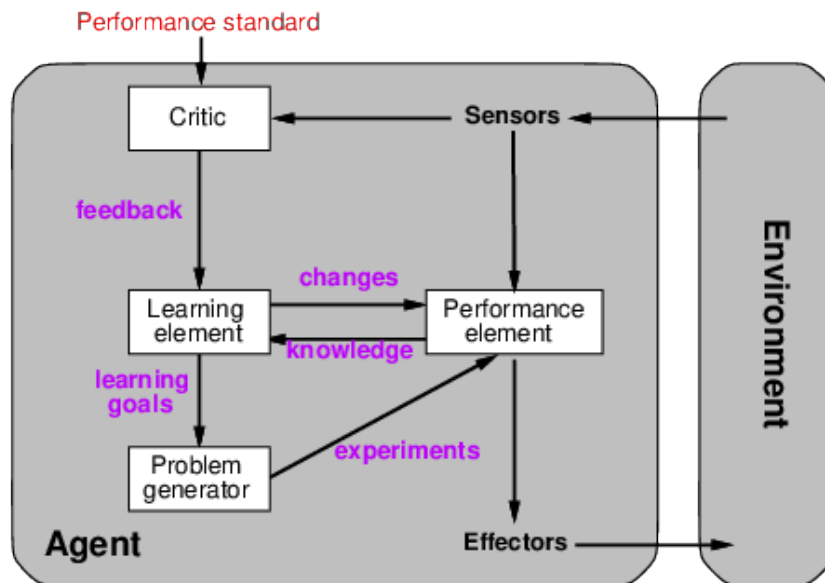 Performance standard
Critic
Sensors
feedback
changes
Learning
element
Performance
element
knowledge
learning
goals
experiments
Problem
generator
Agent
Effectors
Environment